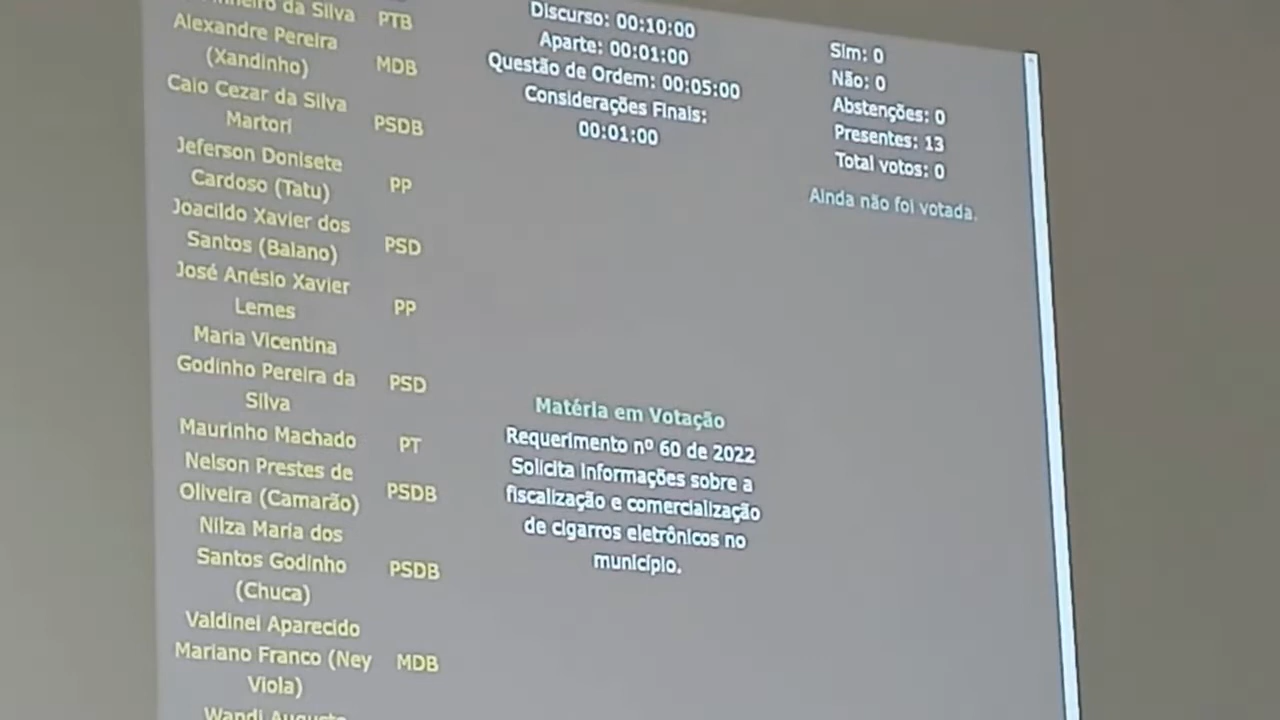 da Silva PTB
Alexandre Pereira
(Xandinho) MDB
Caio Cezar da Silva
Martori PSDB
Jeferson Donisete
Cardoso (Tatu) PP
Joacildo Xavier dos
Santos (Baiano) PSD
José Anésio Xavier
Lemes PP
Maria Vicentina
Godinho Pereira da
Silva PSD
Maurinho Machado PT
Nelson Prestes de
Oliveira (Camarão) PSDB
Nilza Maria dos
Santos Godinho
(Chuca) PSDB
Valdinei Aparecido
Mariano Franco (Ney
Viola) MDB
Discurso: 00:10:00
Aparte: 00:01:00
Questão de Ordem: 00:05:00
Considerações Finais:
00:01:00
Matéria em Votação
Requerimento nº 60 de 2022
Solicita informações sobre a
fiscalização e comercialização
de cigarros eletrônicos no
município.
Sim: 0
Não: 0
Abstenções: 0
Presentes: 13
Total votos: 0
Ainda não foi votada.